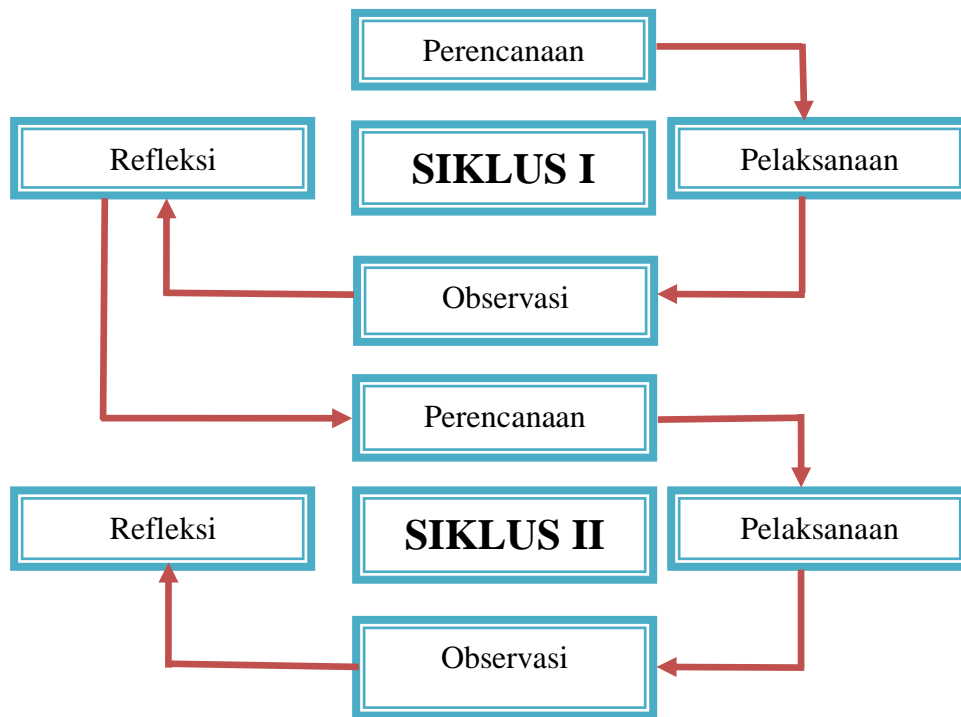 Perencanaan
Refleksi
SIKLUS I
Pelaksanaan
Observasi
Perencanaan
Refleksi
SIKLUS II
Pelaksanaan
Observasi